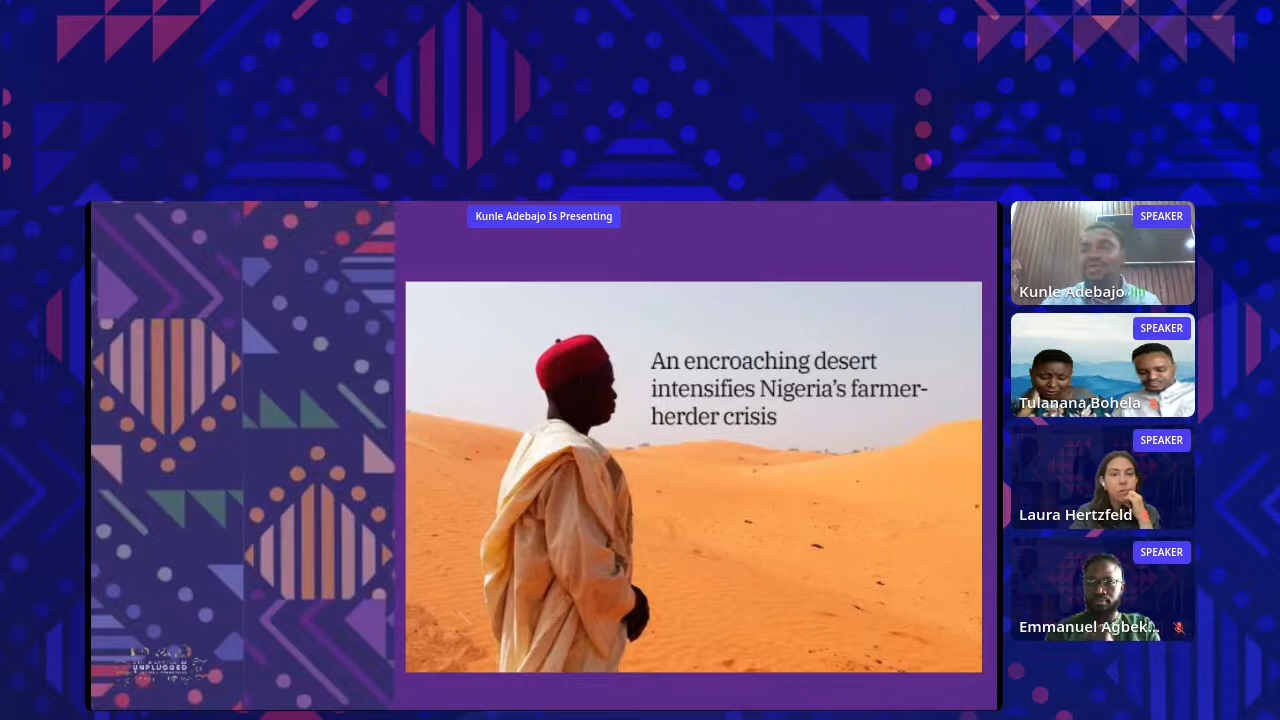 Kunle Adebajo Is Presenting
An encroaching desert
intensifies Nigeria's farmer-
herder crisis
UNPLUGGED
SPEAKER
Kunle Adebajo
SPEAKER
Tulanana Bohela
SPEAKER
Laura Hertzfeld
SPEAKER
Emmanuel Agbek...